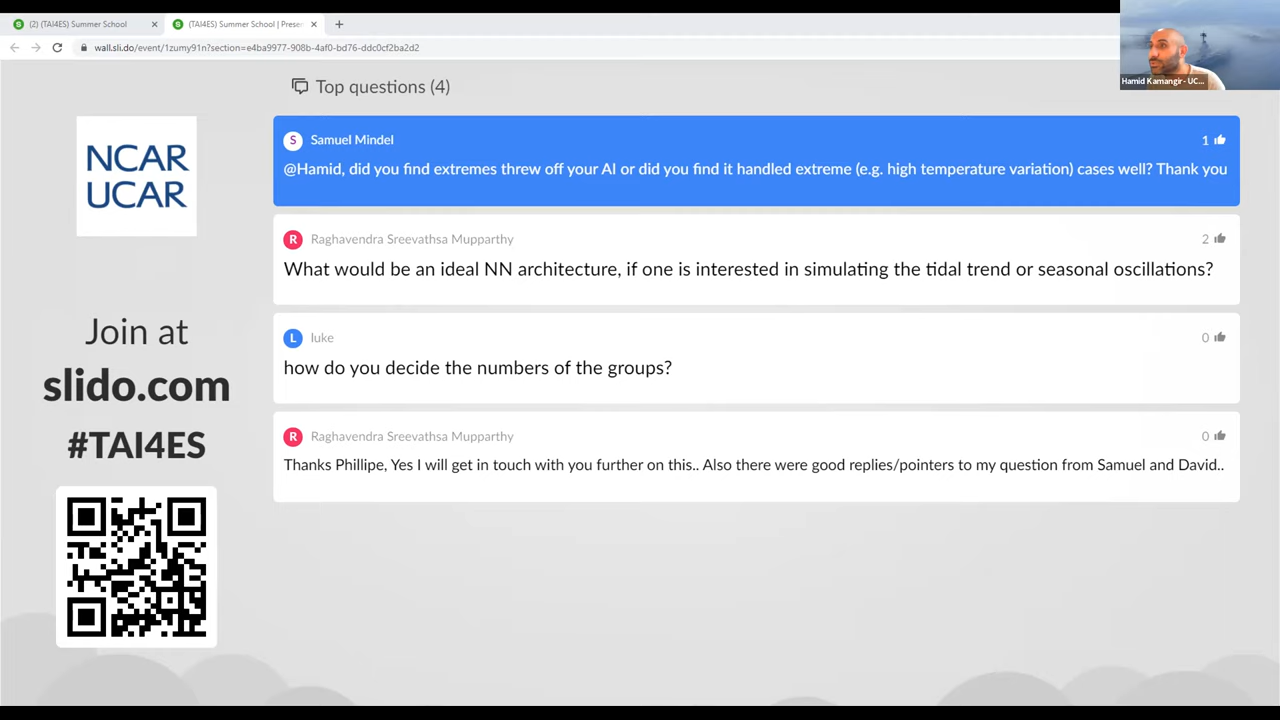 (2) (TAI4ES) Summer School
(TAI4ES) Summer School | Presen
wall.sli.do/event/1zumy91n?section=e4ba9977-908b-4af0-bd76-ddc0cf2ba2d2
Hamid Kamangir- UC...
Top questions (4)
NCAR
UCAR
Join at
slido.com
#TAI4ES
S Samuel Mindel 1
@Hamid, did you find extremes threw off your AI or did you find it handled extreme (e.g. high temperature variation) cases well? Thank you
R Raghavendra Sreevathsa Mupparthy 2
What would be an ideal NN architecture, if one is interested in simulating the tidal trend or seasonal oscillations?
L luke 0
how do you decide the numbers of the groups?
R Raghavendra Sreevathsa Mupparthy 0
Thanks Phillipe, Yes I will get in touch with you further on this.. Also there were good replies/pointers to my question from Samuel and David..